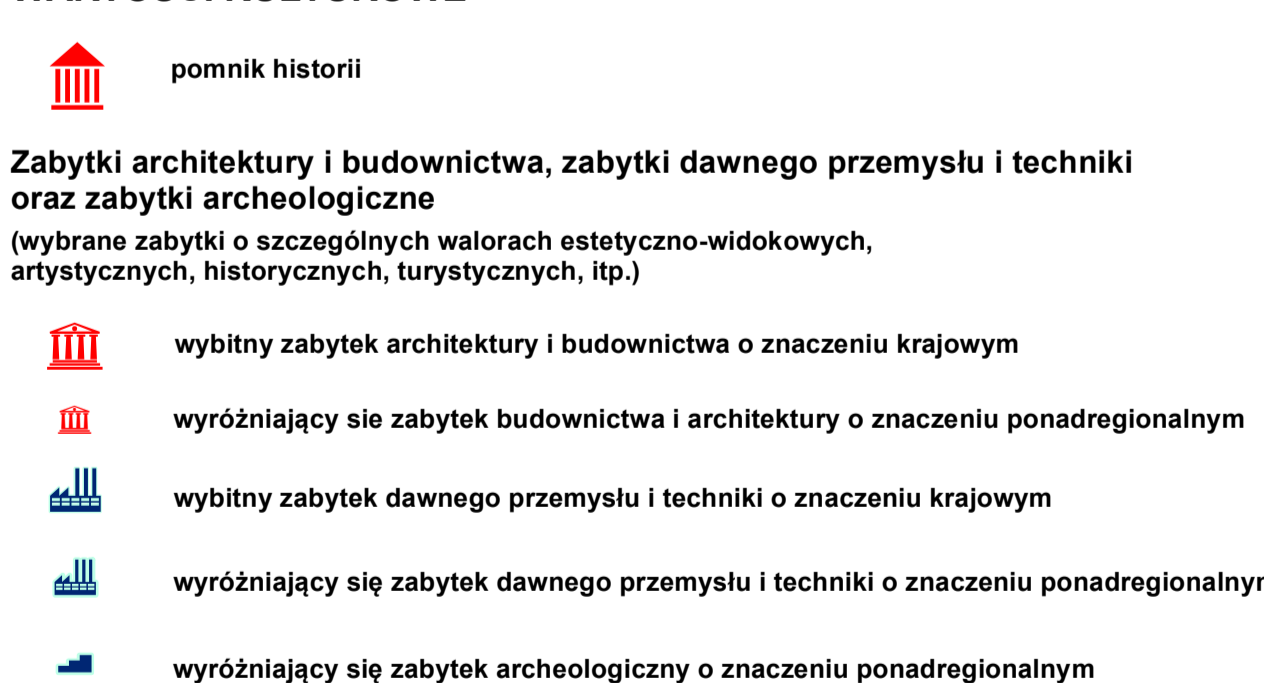 pomnik historii
Zabytki architektury i budownictwa, zabytki dawnego przemysłu i techniki
oraz zabytki archeologiczne
(wybrane zabytki o szczególnych walorach estetyczno-widokowych,
artystycznych, historycznych, turystycznych, itp.)
wybitny zabytek architektury i budownictwa o znaczeniu krajowym
wyróżniający sie zabytek budownictwa i architektury o znaczeniu ponadregionalnym
wybitny zabytek dawnego przemysłu i techniki o znaczeniu krajowym
wyróżniający się zabytek dawnego przemysłu i techniki o znaczeniu
wyróżniający się zabytek archeologiczny o znaczeniu ponadregionalnym